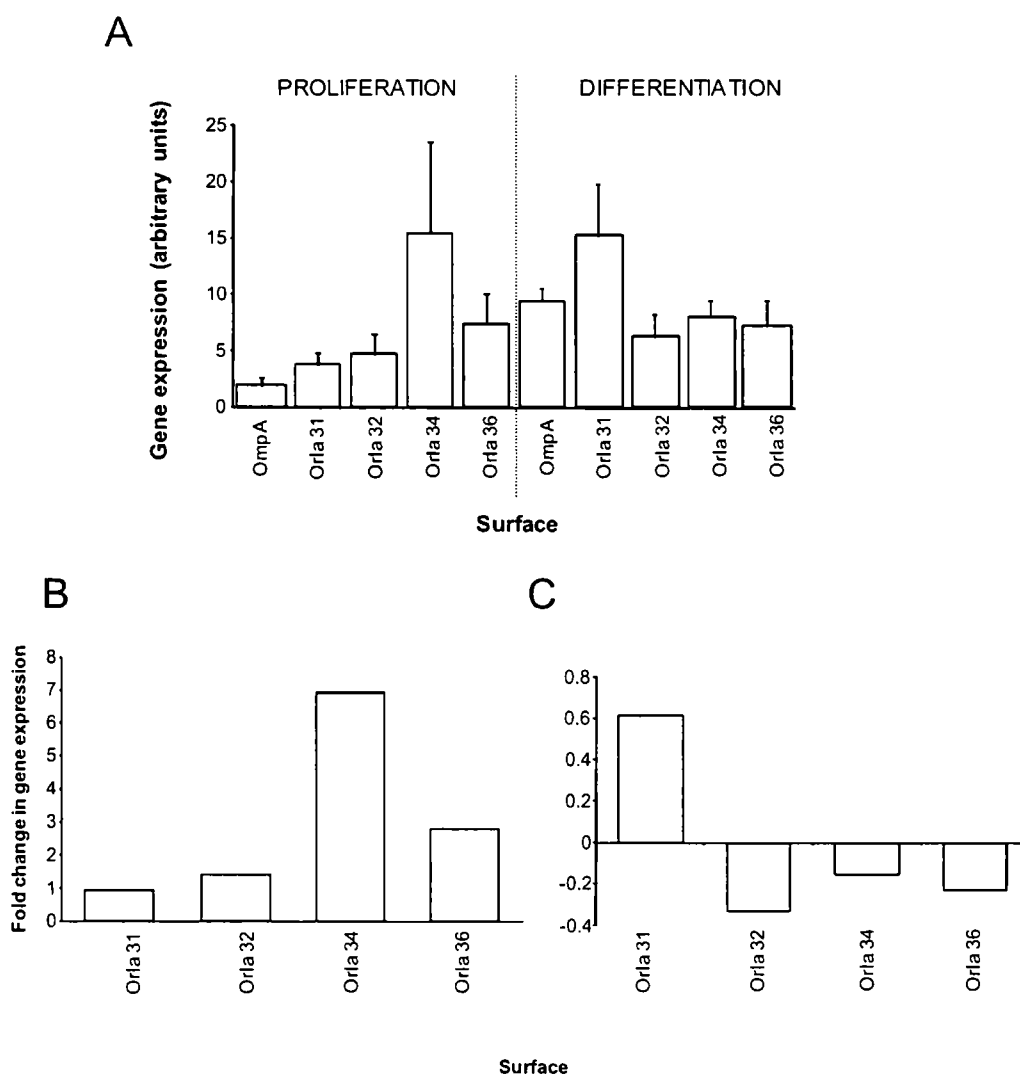 A
PROLIFERATION
DIFFERENTIATION
Gene expression (arbitrary units)
25
20
15
10
5
0
OmpA
Orla 31
Orla 32
Orla 34
Orla 36
OmpA
Orla 31
Orla 32
Orla 34
Orla 36
Surface
B
Fold change in gene expression
8
7
6
5
4
3
2
1
0
Orla 31
Orla 32
Orla 34
Orla 36
C
0.8
0.6
0.4
0.2
0
-0.2
-0.4
Orla 31
Orla 32
Orla 34
Orla 36
Surface